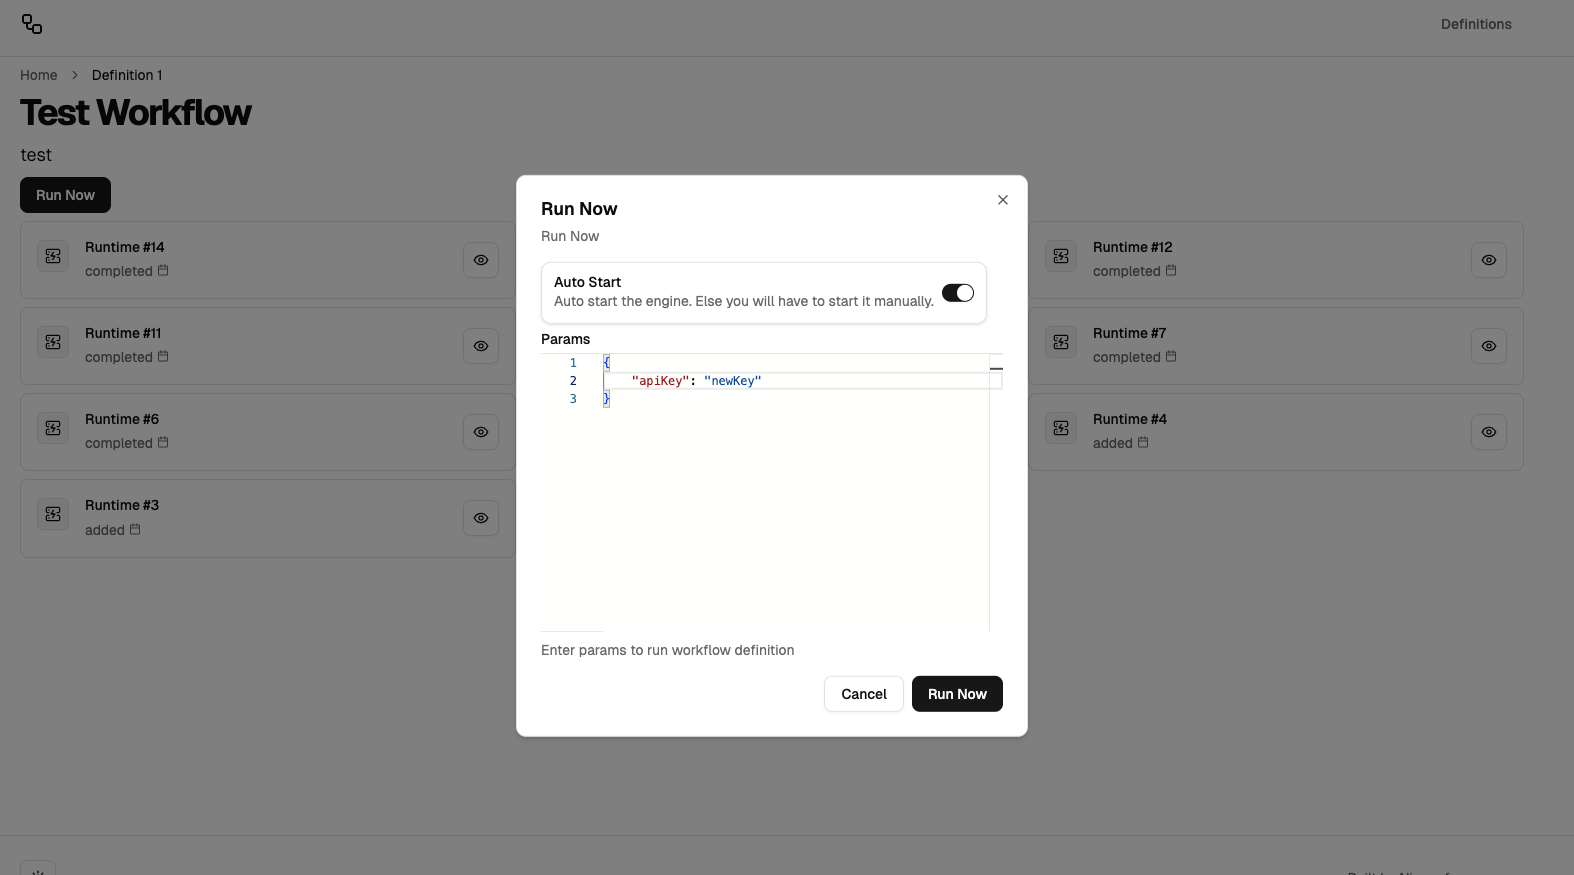 Definitions
Home > Definition 1
Test Workflow
test
Run Now
Runtime #14
completed
Runtime #11
completed
Runtime #6
completed
Runtime #3
added
Runtime #12
completed
Runtime #7
completed
Runtime #4
added
Run Now
Run Now
Auto Start
Auto start the engine. Else you will have to start it manually.
Params
1 {
2 "apiKey": "newKey"
3 }
Enter params to run workflow definition
Cancel
Run Now